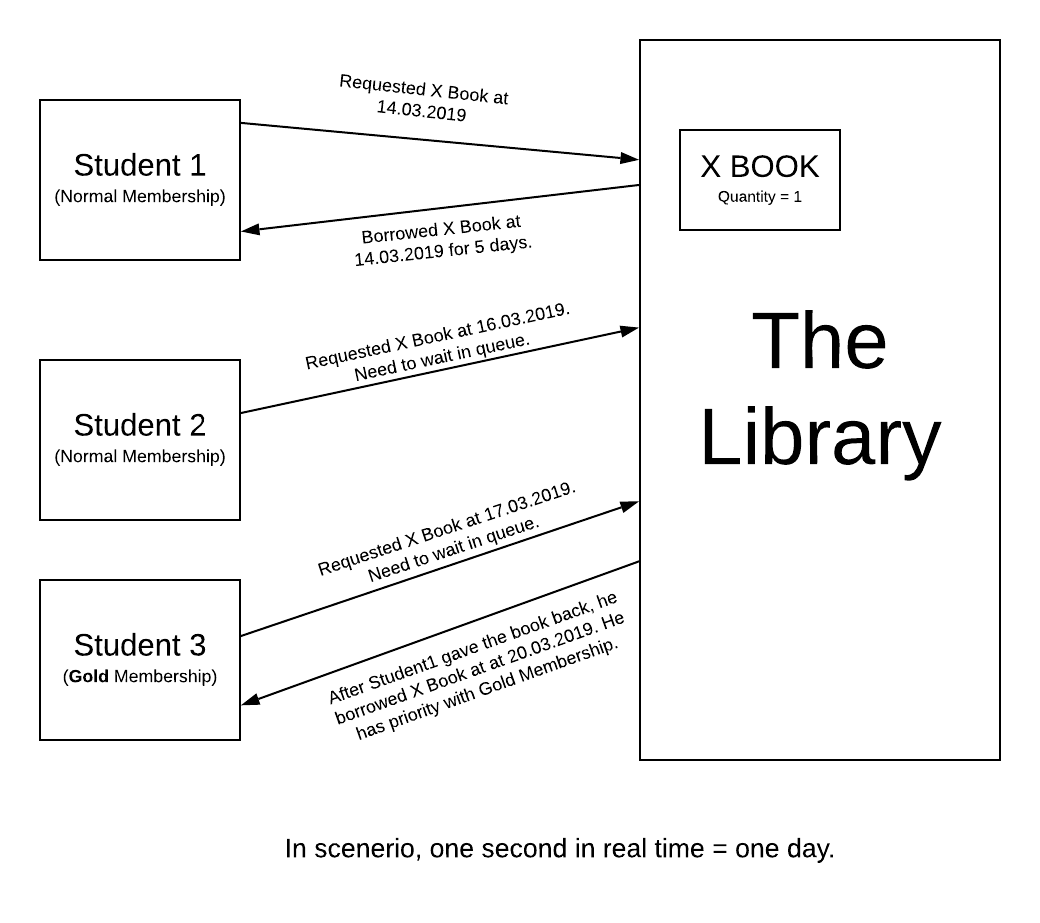 Requested X Book at
14.03.2019
Student 1
(Normal Membership)
X BOOK
Quantity = 1
Borrowed X Book at
14.03.2019 for 5 days.
The
Library
Requested X Book at 16.03.2019.
Need to wait in queue.
Student 2
(Normal Membership)
Requested X Book at 17.03.2019.
Need to wait in queue.
Student 3
(Gold Membership)
After Student1 gave the book back, he
borrowed X Book at at 20.03.2019. He
has priority with Gold Membership.
In scenerio, one second in real time = one day.